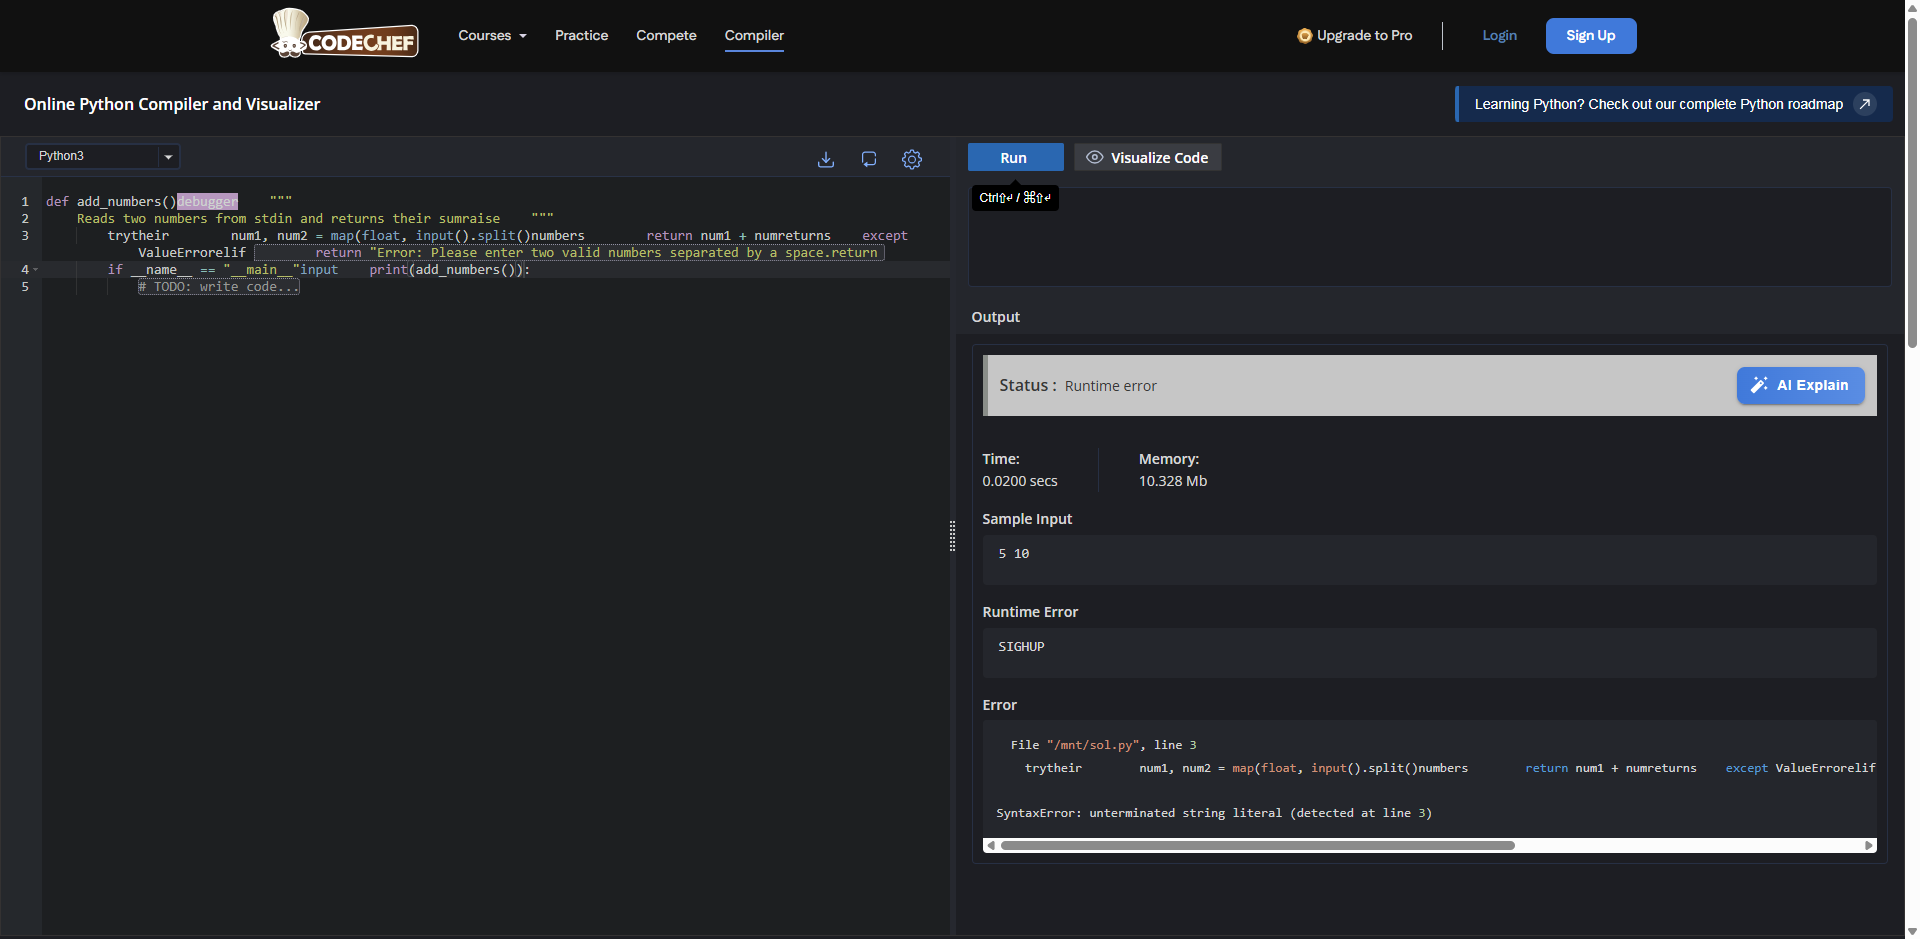 CODECHEF
Courses
Practice
Compete
Compiler
Upgrade to Pro
Login
Sign Up
Online Python Compiler and Visualizer
Learning Python? Check out our complete Python roadmap
Python3
Run
Visualize Code
Ctrl⇧↵ / ⌘⇧↵
1 def add_numbers()debugger    """
2     Reads two numbers from stdin and returns their sumraise    """
3         trytheir        num1, num2 = map(float, input().split()numbers        return num1 + numreturns    except
ValueErrorelif        return "Error: Please enter two valid numbers separated by a space.return
4         if __name__ == "__main__"input    print(add_numbers()):
5             # TODO: write code...
Output
Status : Runtime error
AI Explain
Time:
0.0200 secs
Memory:
10.328 Mb
Sample Input
5 10
Runtime Error
SIGHUP
Error
File "/mnt/sol.py", line 3
trytheir        num1, num2 = map(float, input().split()numbers        return num1 + numreturns    except ValueErrorelif
SyntaxError: unterminated string literal (detected at line 3)